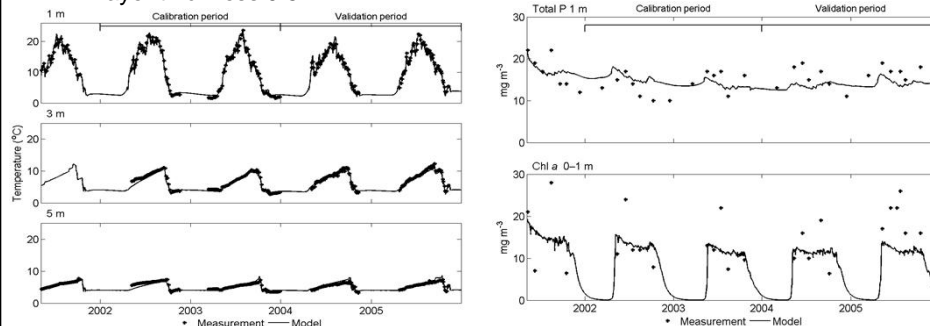 Calibration period
Validation period
1 m
20
10
0
3 m
20
10
0
Temperature (°C)
5 m
20
10
0
2002
2003
2004
2005
Measurement
Model
Total P 1 m
Calibration period
Validation period
30
20
10
0
mg m⁻³
Chl a 0–1 m
30
20
10
0
mg m⁻³
2002
2003
2004
2005
Measurement
Model